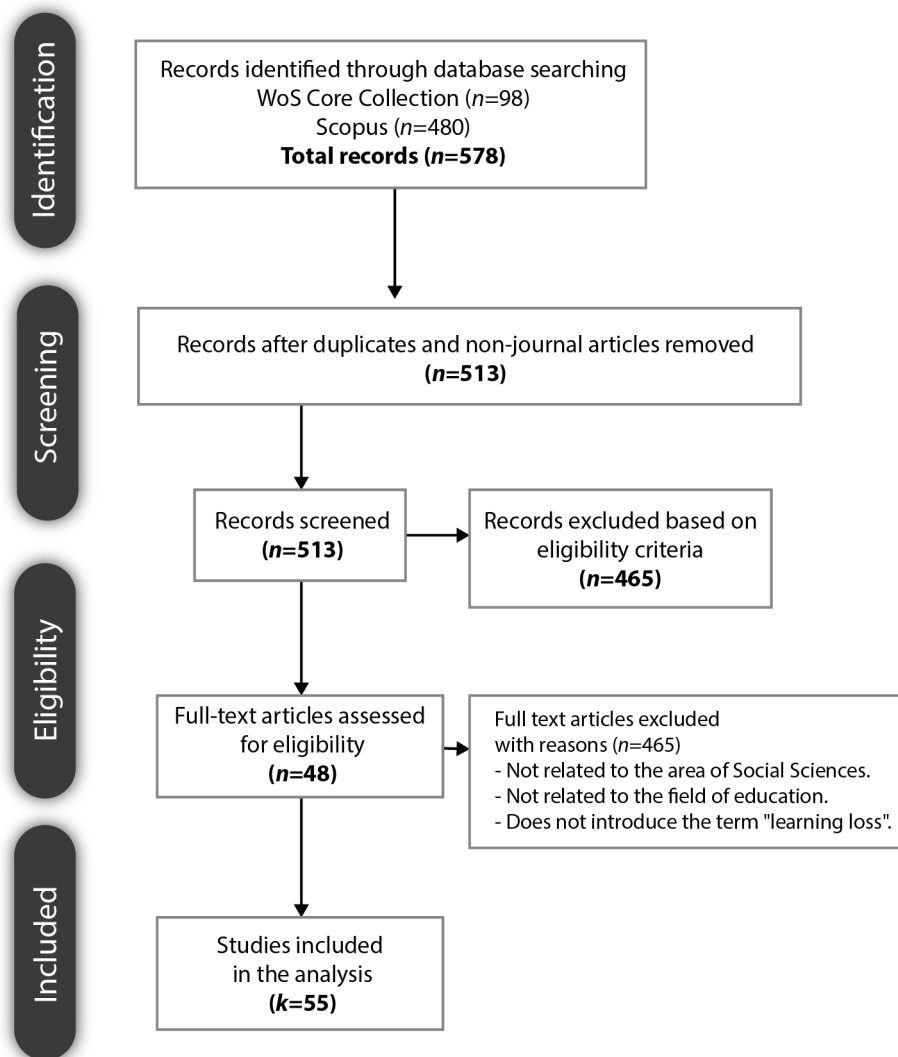 Identification
Records identified through database searching
WoS Core Collection (n=98)
Scopus (n=480)
Total records (n=578)
Screening
Records after duplicates and non-journal articles removed
(n=513)
Records screened
(n=513)
Records excluded based on
eligibility criteria
(n=465)
Eligibility
Full-text articles assessed
for eligibility
(n=48)
Full text articles excluded
with reasons (n=465)
- Not related to the area of Social Sciences.
- Not related to the field of education.
- Does not introduce the term "learning loss".
Included
Studies included
in the analysis
(k=55)